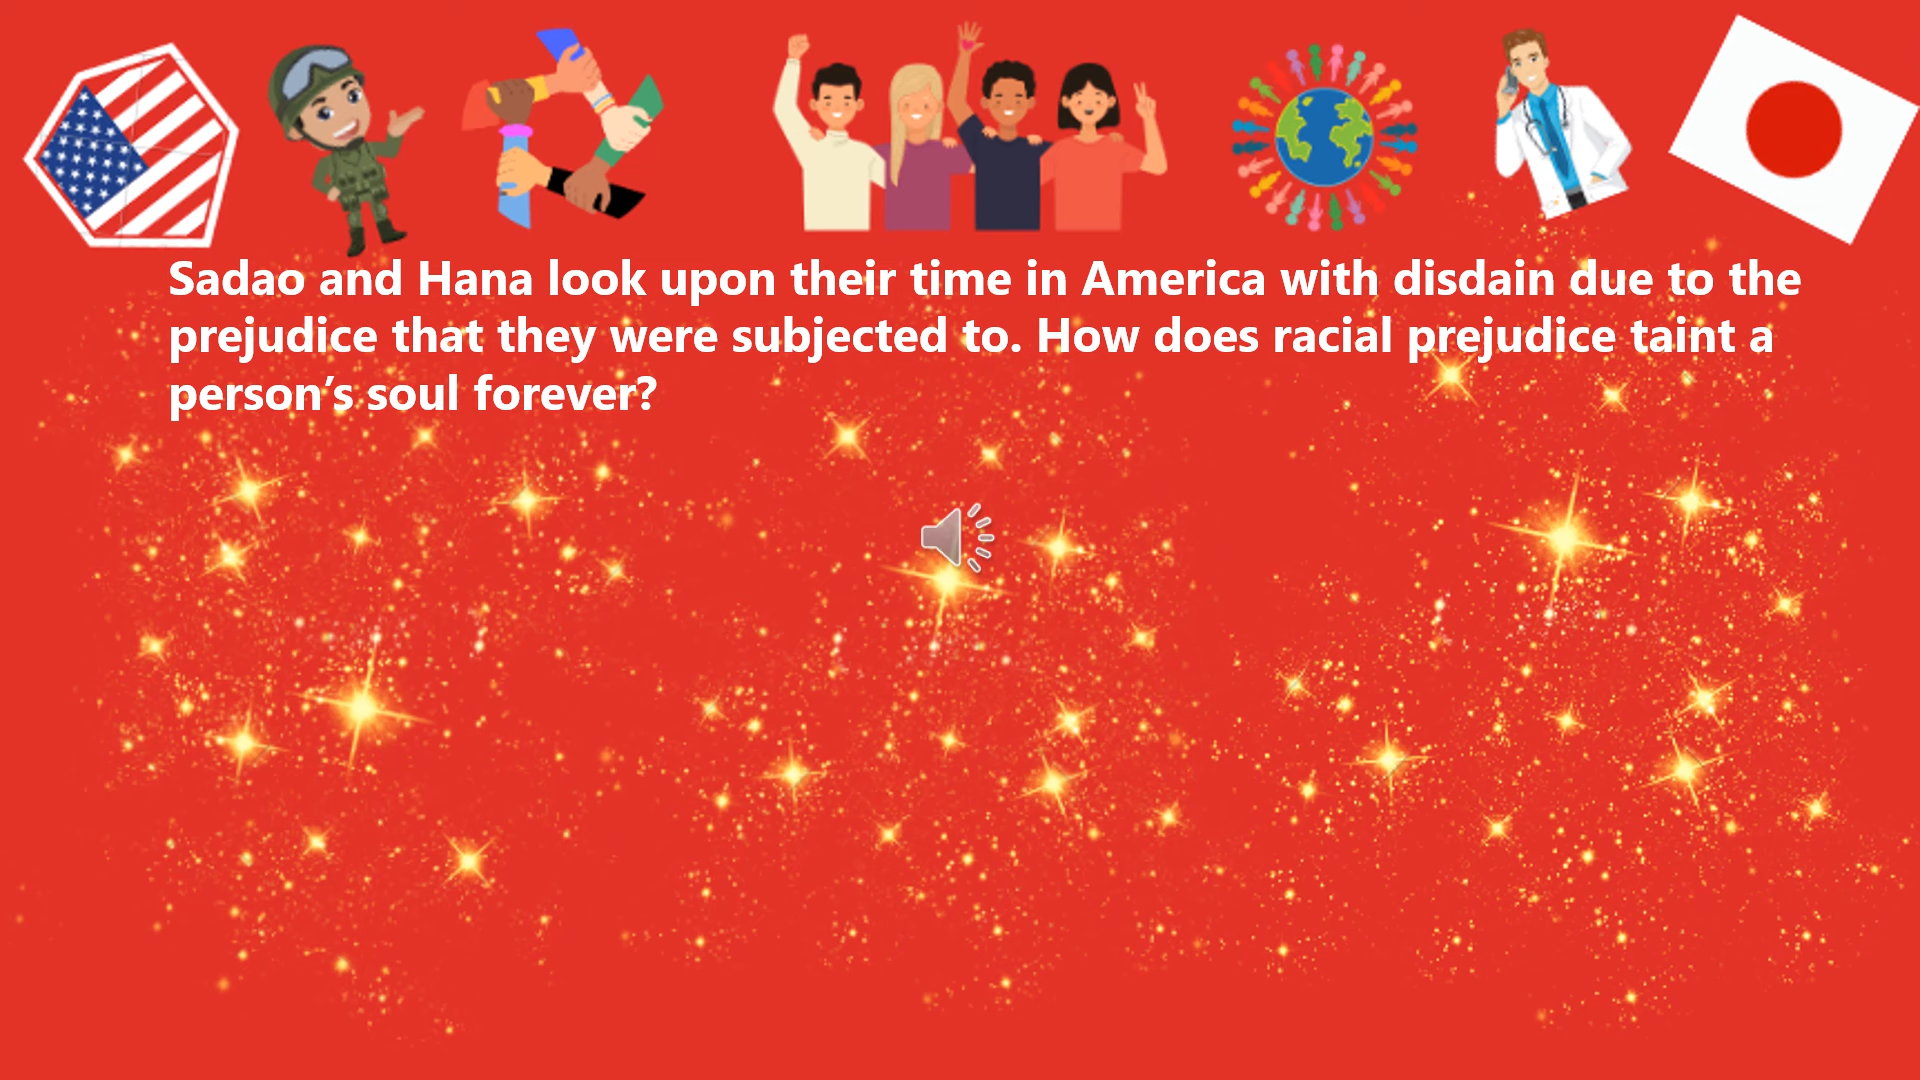 Sadao and Hana look upon their time in America with disdain due to the
prejudice that they were subjected to. How does racial prejudice taint a
person’s soul forever?